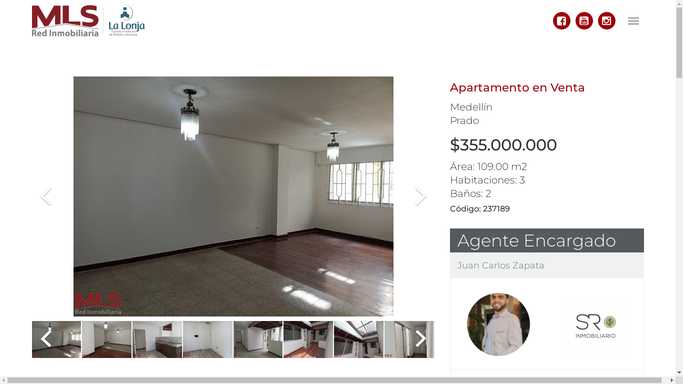 MLS
Red Inmobiliaria
La Lonja
Apartamento en Venta
Medellín
Prado
$355.000.000
Área: 109.00 m2
Habitaciones: 3
Baños: 2
Código: 237189
Agente Encargado
Juan Carlos Zapata
MLS
Red Inmobiliaria
SR
INMOBILIARIO